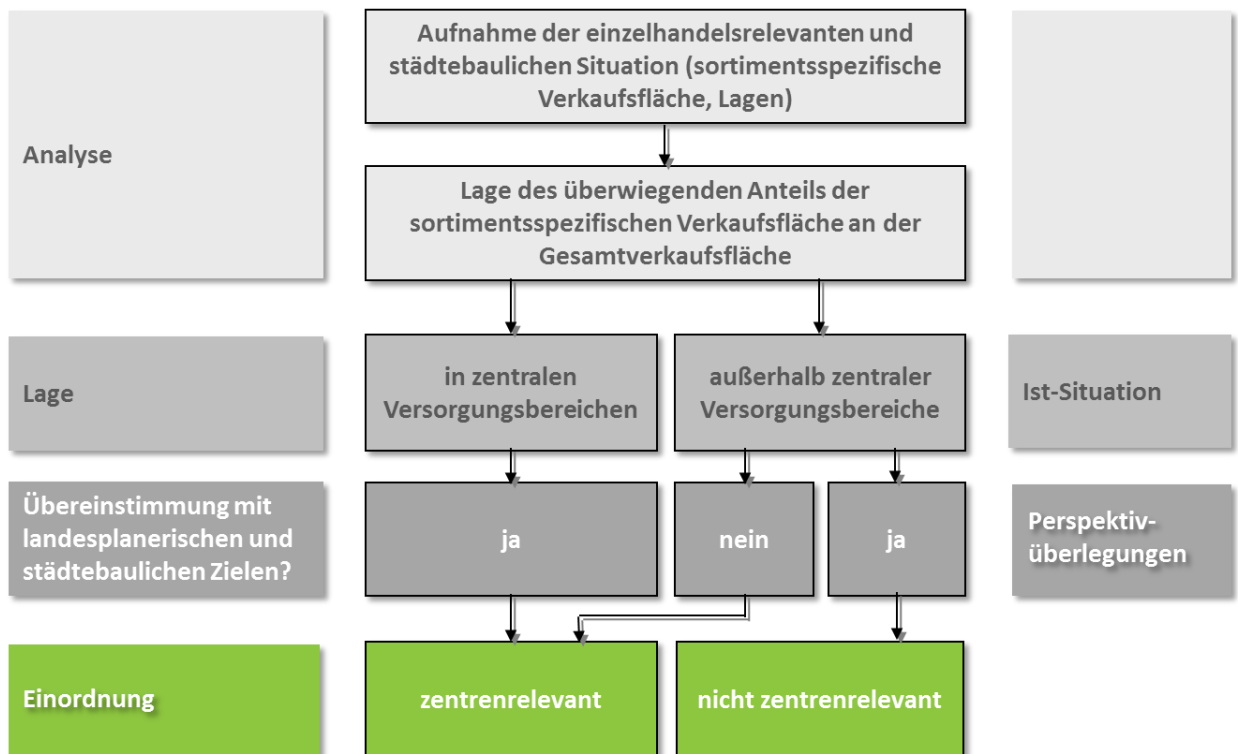 Aufnahme der einzelhandelsrelevanten und
städtebaulichen Situation (sortimentsspezifische
Verkaufsfläche, Lagen)
Analyse
Lage des überwiegenden Anteils der
sortimentsspezifischen Verkaufsfläche an der
Gesamtverkaufsfläche
Lage
in zentralen
Versorgungsbereichen
außerhalb zentraler
Versorgungsbereiche
Ist-Situation
Übereinstimmung mit
landesplanerischen und
städtebaulichen Zielen?
ja
nein
ja
Perspektiv-
überlegungen
Einordnung
zentrenrelevant
nicht zentrenrelevant